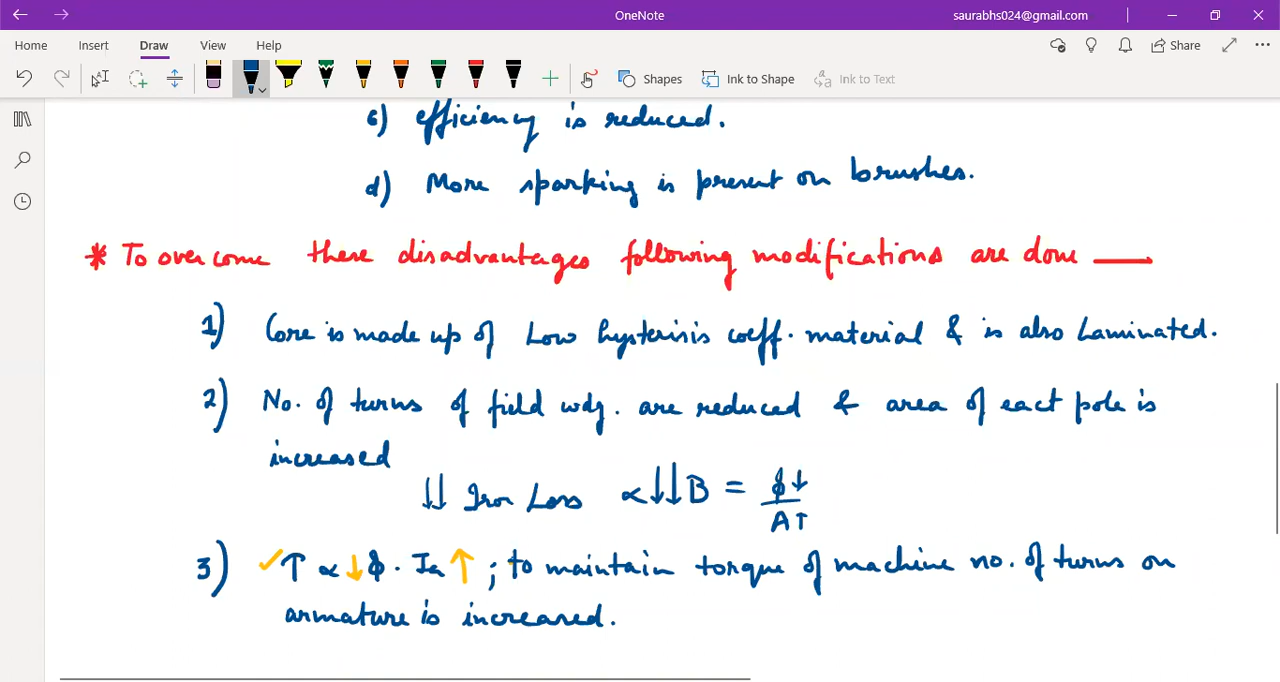 OneNote
saurabhs024@gmail.com
Home Insert Draw View Help
Share
Shapes
Ink to Shape
Ink to Text
c) efficiency is reduced.
d) More sparking is present on brushes.
* To overcome these disadvantages following modifications are done —
1) Core is made up of Low hysterisis coeff. material & is also Laminated.
2) No. of turns of field wdg. are reduced & area of each pole is
increased
↓↓ Iron Loss ∝ ↓↓ B = ϕ↓ / A↑
3) ✓ T ∝ ↓ ϕ · Ia ↑ ; to maintain torque of machine no. of turns on
armature is increased.